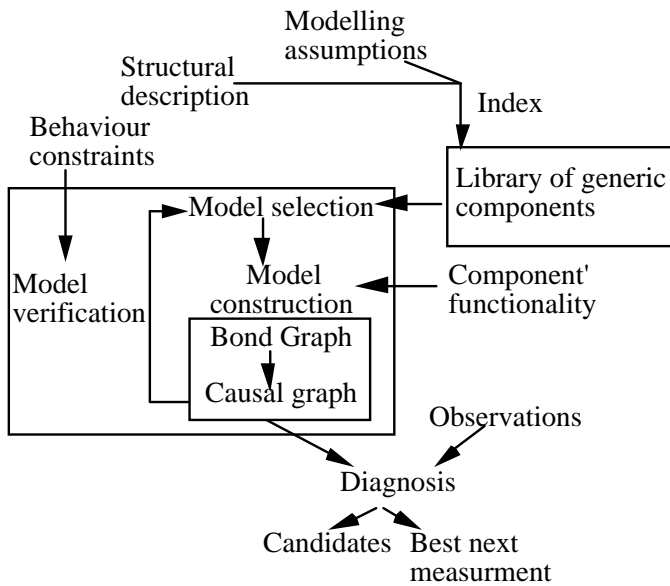 Modelling
assumptions
Structural
description
Index
Behaviour
constraints
Library of generic
components
Model selection
Model
verification
Model
construction
Component'
functionality
Bond Graph
Causal graph
Observations
Diagnosis
Candidates
Best next
measurment